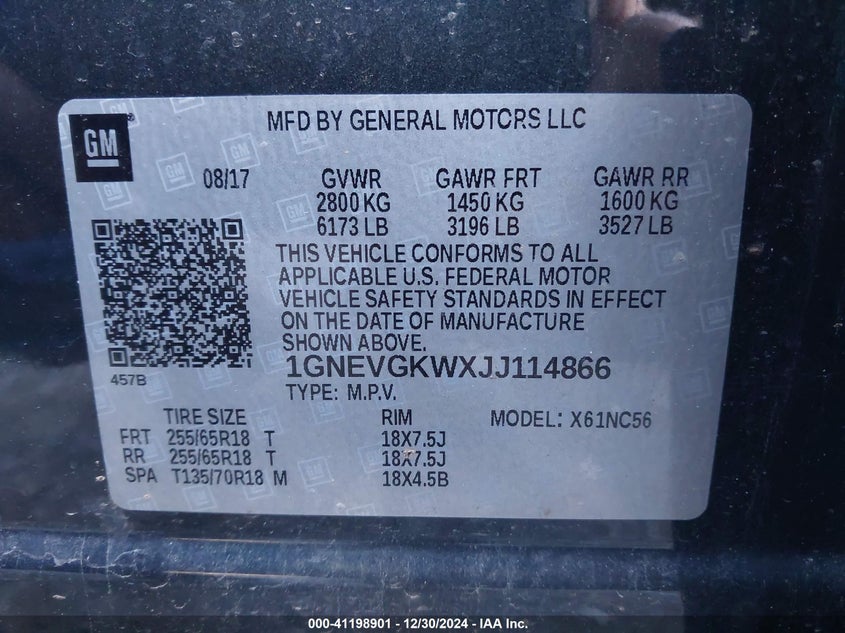 GM
MFD BY GENERAL MOTORS LLC
08/17 GVWR GAWR FRT GAWR RR
2800 KG 1450 KG 1600 KG
6173 LB 3196 LB 3527 LB
THIS VEHICLE CONFORMS TO ALL
APPLICABLE U.S. FEDERAL MOTOR
VEHICLE SAFETY STANDARDS IN EFFECT
ON THE DATE OF MANUFACTURE
SHOWN ABOVE.
1GNEVGKWXJJ114866
457B
TYPE: M.P.V.
TIRE SIZE RIM MODEL: X61NC56
FRT 255/65R18 T 18X7.5J
RR 255/65R18 T 18X7.5J
SPA T135/70R18 M 18X4.5B
000-41198901 - 12/30/2024 - IAA Inc.